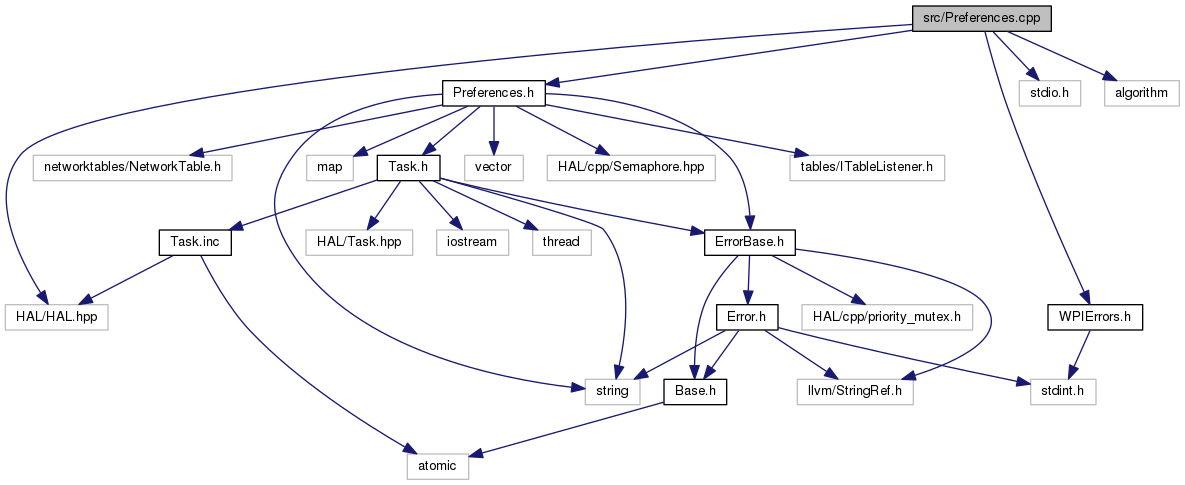 src/Preferences.cpp
Preferences.h
stdio.h
algorithm
networktables/NetworkTable.h
map
Task.h
vector
HAL/cpp/Semaphore.hpp
tables/ITableListener.h
Task.inc
HAL/Task.hpp
iostream
thread
ErrorBase.h
HAL/HAL.hpp
Error.h
HAL/cpp/priority_mutex.h
WPIErrors.h
string
Base.h
llvm/StringRef.h
stdint.h
atomic